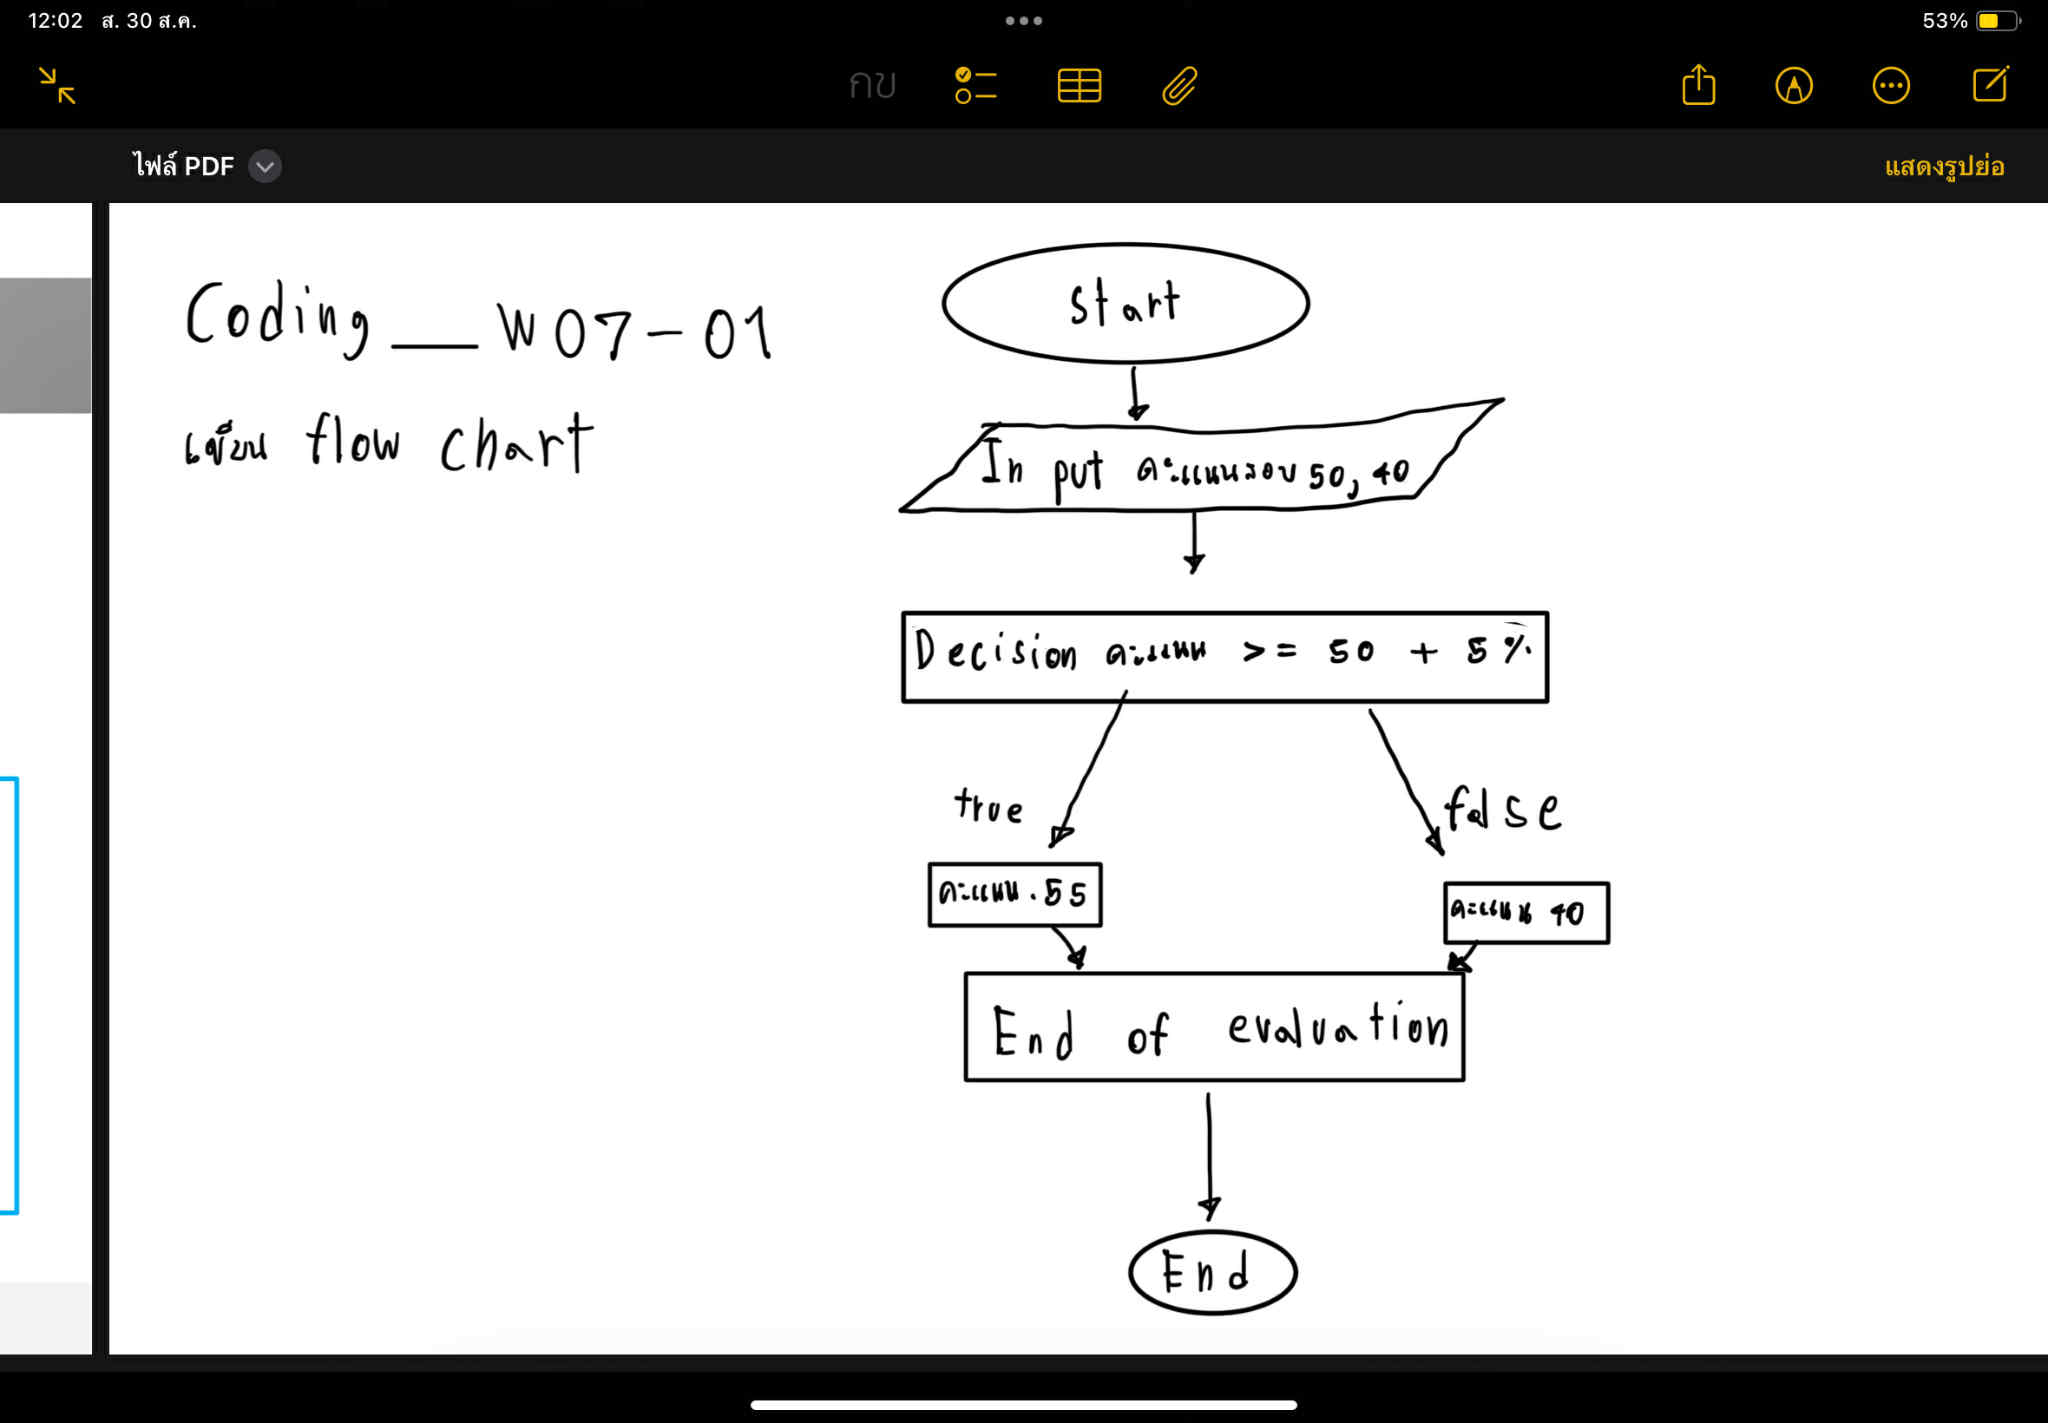 12:02 ส. 30 ส.ค.
53%
กข
ไฟล์ PDF
แสดงรูปย่อ
Coding __ W07-01
เขียน flow chart
Start
In put คะแนนสอบ 50, 40
Decision คะแนน >= 50 + 5%
true
false
คะแนน . 55
คะแนน 40
End of evaluation
End